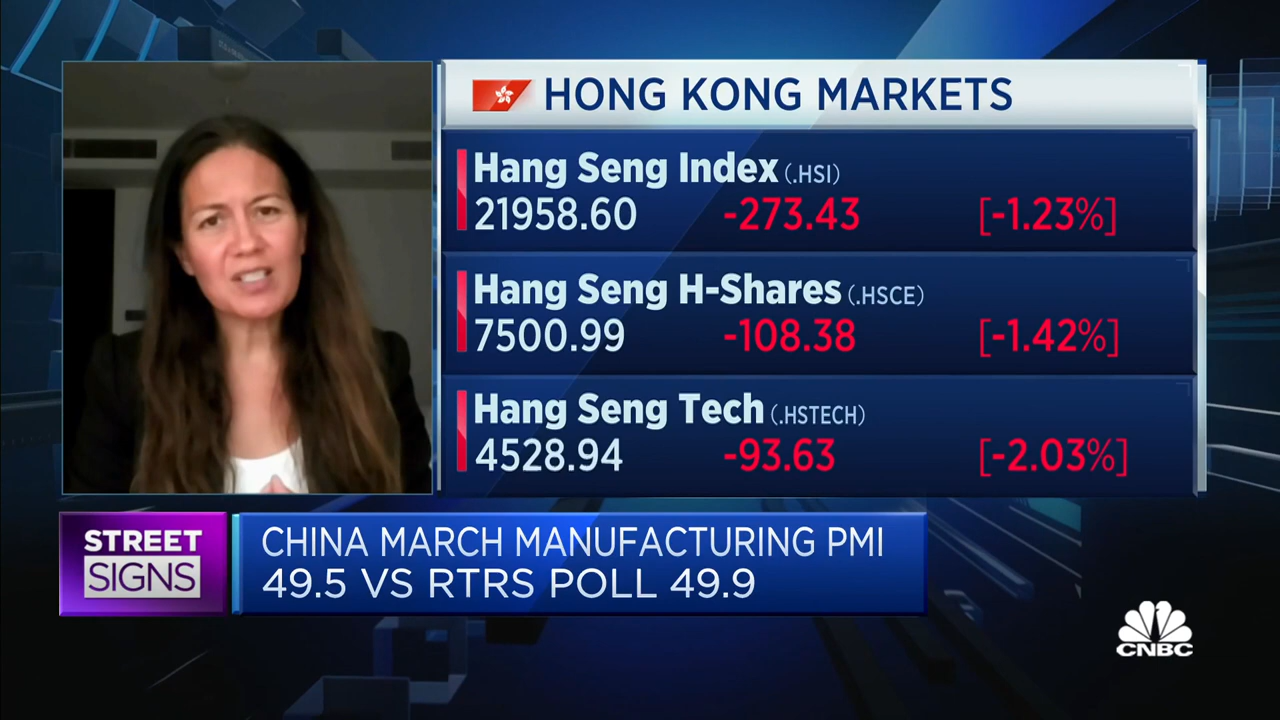 HONG KONG MARKETS
Hang Seng Index (.HSI)
21958.60 -273.43 [-1.23%]
Hang Seng H-Shares (.HSCE)
7500.99 -108.38 [-1.42%]
Hang Seng Tech (.HSTECH)
4528.94 -93.63 [-2.03%]
STREET
SIGNS
CHINA MARCH MANUFACTURING PMI
49.5 VS RTRS POLL 49.9
CNBC